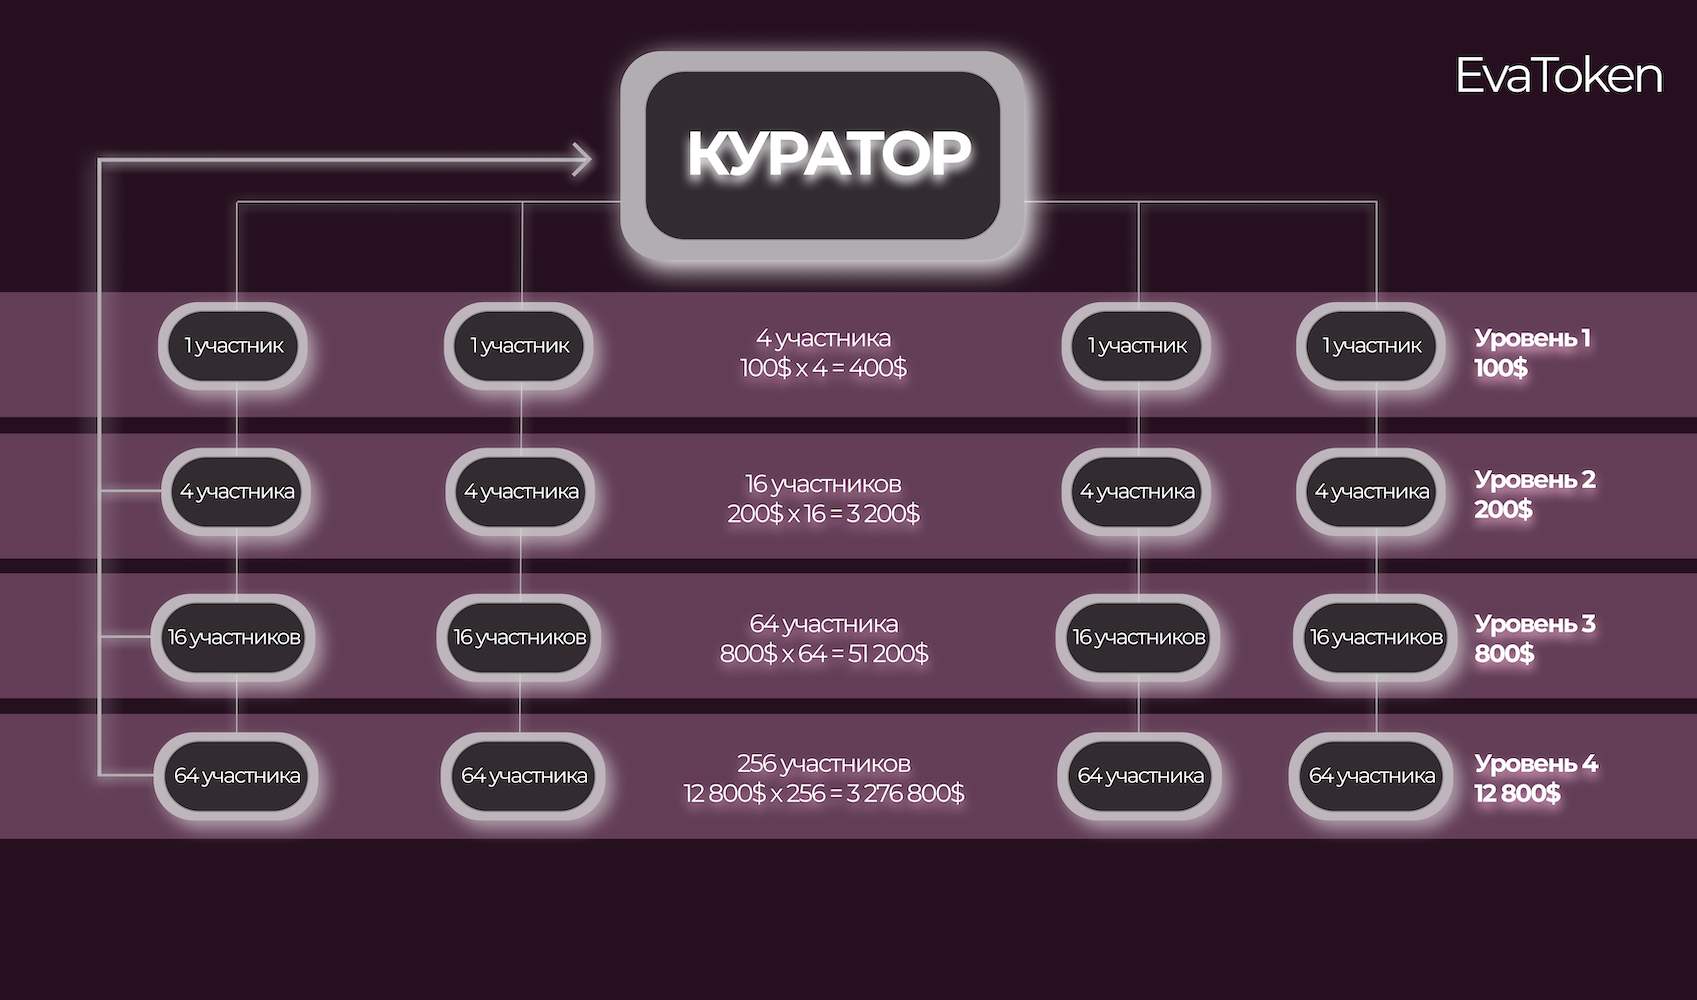 EvaToken
КУРАТОР
1 участник
1 участник
4 участника
100$ x 4 = 400$
1 участник
1 участник
Уровень 1
100$
4 участника
4 участника
16 участников
200$ x 16 = 3 200$
4 участника
4 участника
Уровень 2
200$
16 участников
16 участников
64 участника
800$ x 64 = 51 200$
16 участников
16 участников
Уровень 3
800$
64 участника
64 участника
256 участников
12 800$ x 256 = 3 276 800$
64 участника
64 участника
Уровень 4
12 800$